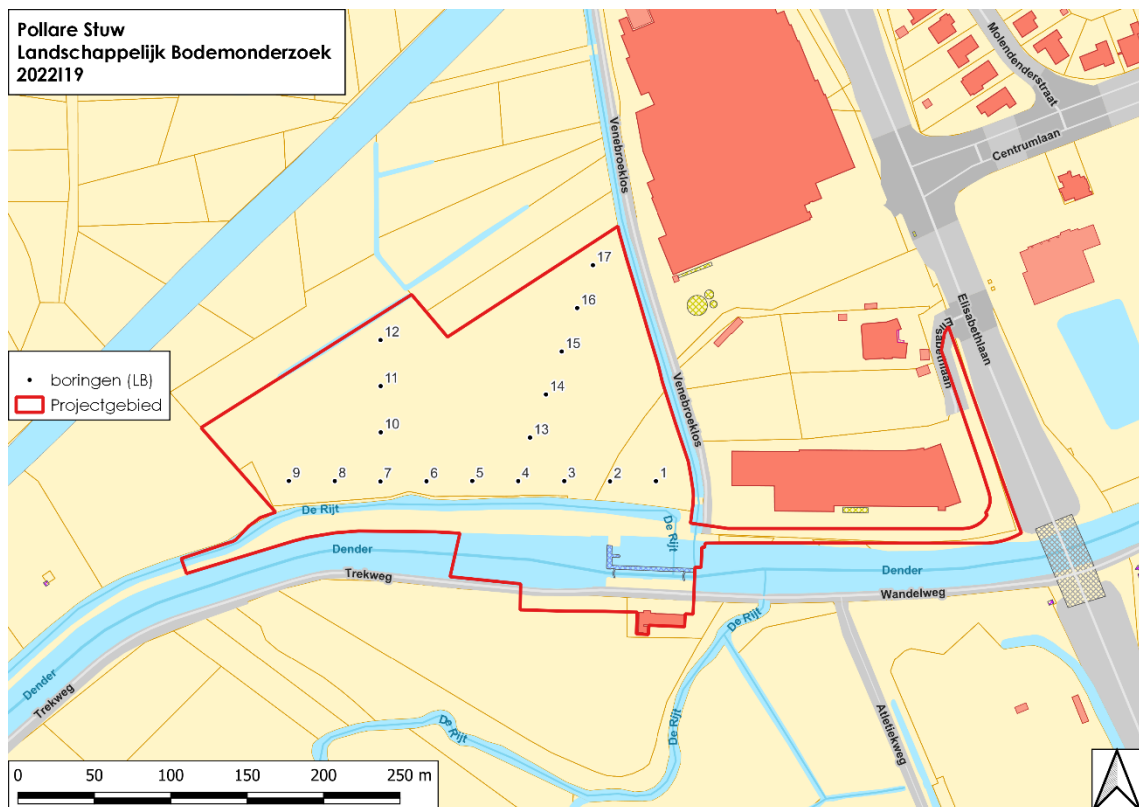 Pollare Stuw
Landschappelijk Bodemonderzoek
2022I19
Molendenderstraat
Centrumlaan
Venebroeklos
17
16
Elisabethlaan
Elisabethlaan
12
15
boringen (LB)
Projectgebied
11
14
Venebroeklos
10
13
9
8
7
6
5
4
3
2
1
De Rijt
De Rijt
Dender
Dender
Trekweg
Wandelweg
De Rijt
Dender
Trekweg
De Rijt
De Rijt
Atletiekweg
0 50 100 150 200 250 m